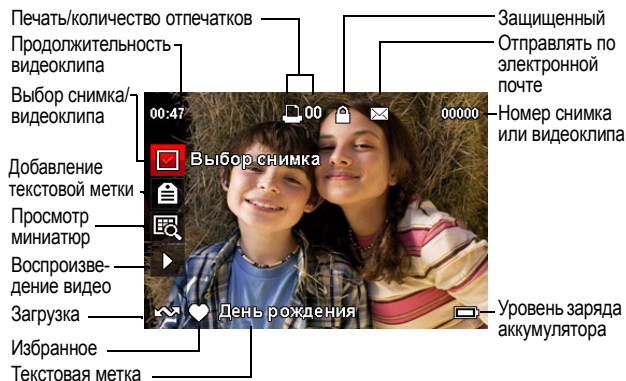 Печать/количество отпечатков
Продолжительность
видеоклипа
Выбор снимка/
видеоклипа
Добавление
текстовой метки
Просмотр
миниатюр
Воспроизве-
дение видео
Загрузка
Избранное
Текстовая метка
Защищенный
Отправлять по
электронной
почте
Номер снимка
или видеоклипа
Уровень заряда
аккумулятора
00:47
00
00000
Выбор снимка
День рождения